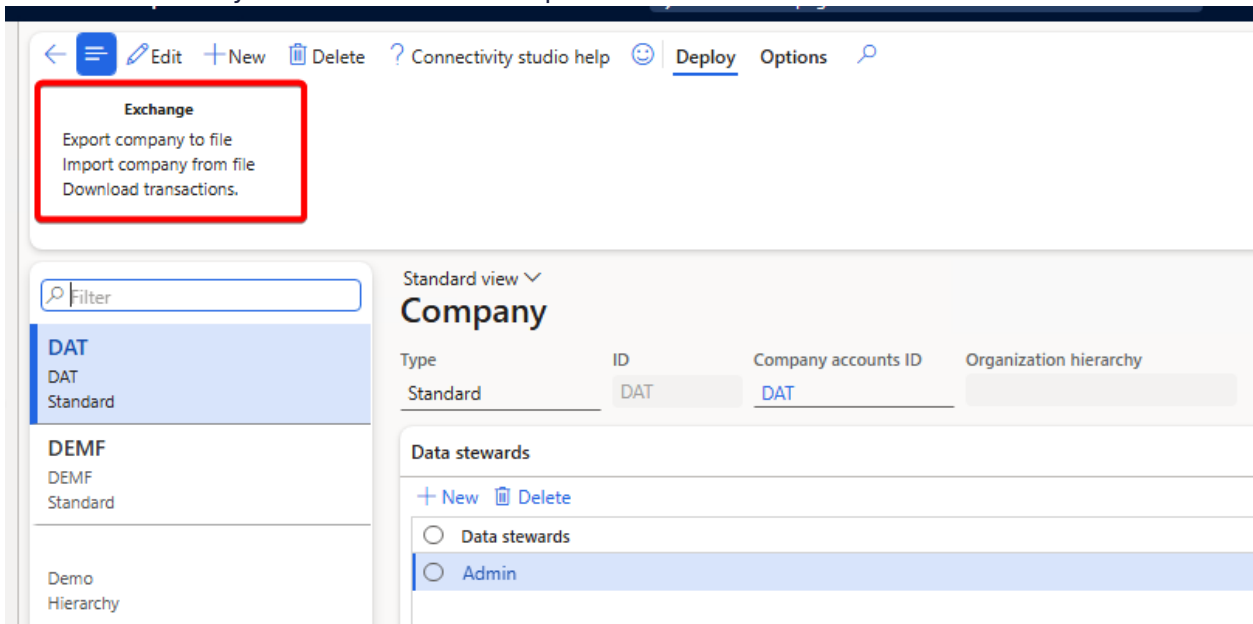 Edit New Delete ? Connectivity studio help Deploy Options
Exchange
Export company to file
Import company from file
Download transactions.
Filter
DAT
DAT
Standard
DEMF
DEMF
Standard
Demo
Hierarchy
Standard view
Company
Type ID Company accounts ID Organization hierarchy
Standard DAT DAT
Data stewards
New Delete
Data stewards
Admin